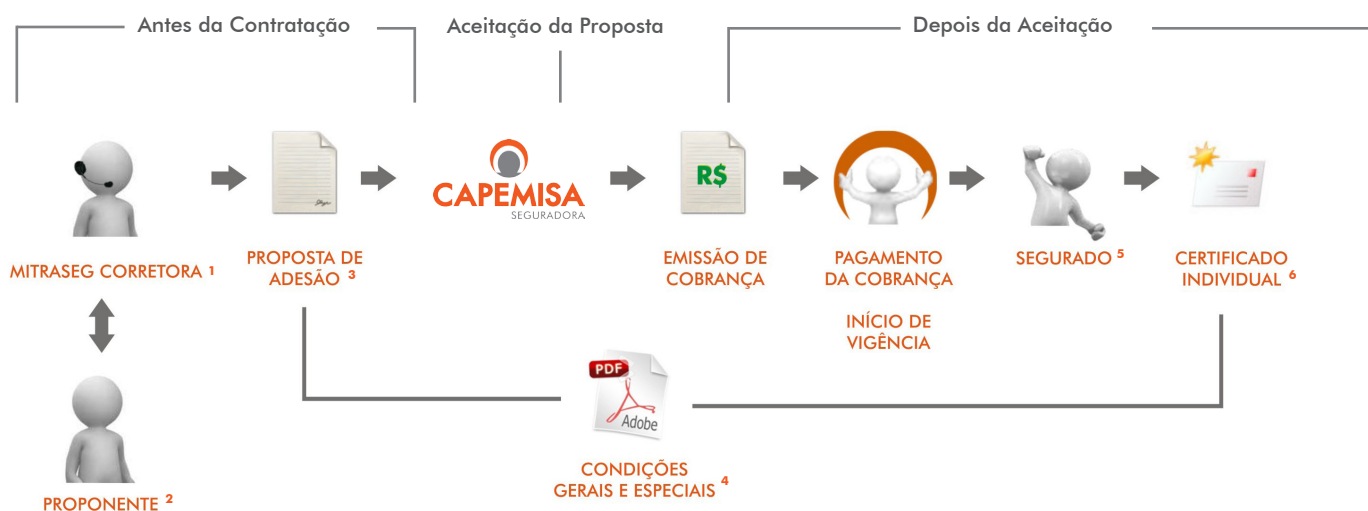 Antes da Contratação
Aceitação da Proposta
Depois da Aceitação
R$
CAPEMISA
SEGURADORA
MITRASEG CORRETORA ¹
PROPOSTA DE
ADESÃO ³
EMISSÃO DE
COBRANÇA
PAGAMENTO
DA COBRANÇA
INÍCIO DE
VIGÊNCIA
SEGURADO ⁵
CERTIFICADO
INDIVIDUAL ⁶
PDF
Adobe
CONDIÇÕES
GERAIS E ESPECIAIS ⁴
PROPONENTE ²